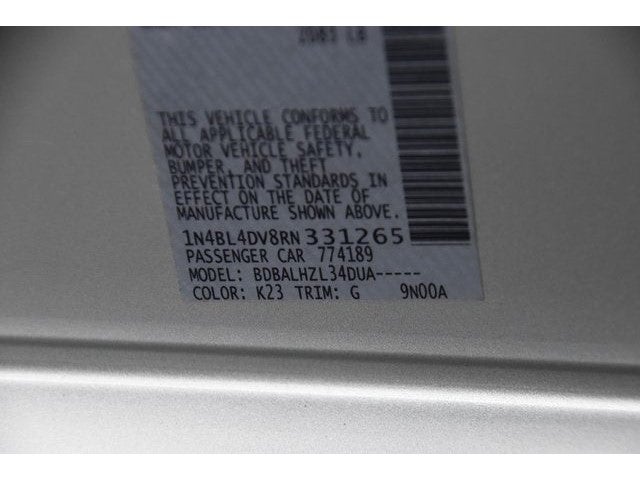 THIS VEHICLE CONFORMS TO
ALL APPLICABLE FEDERAL
MOTOR VEHICLE SAFETY,
BUMPER, AND THEFT
PREVENTION STANDARDS IN
EFFECT ON THE DATE OF
MANUFACTURE SHOWN ABOVE.
1N4BL4DV8RN331265
PASSENGER CAR 774189
MODEL: BDBALHZL34DUA-----
COLOR: K23 TRIM: G 9N00A